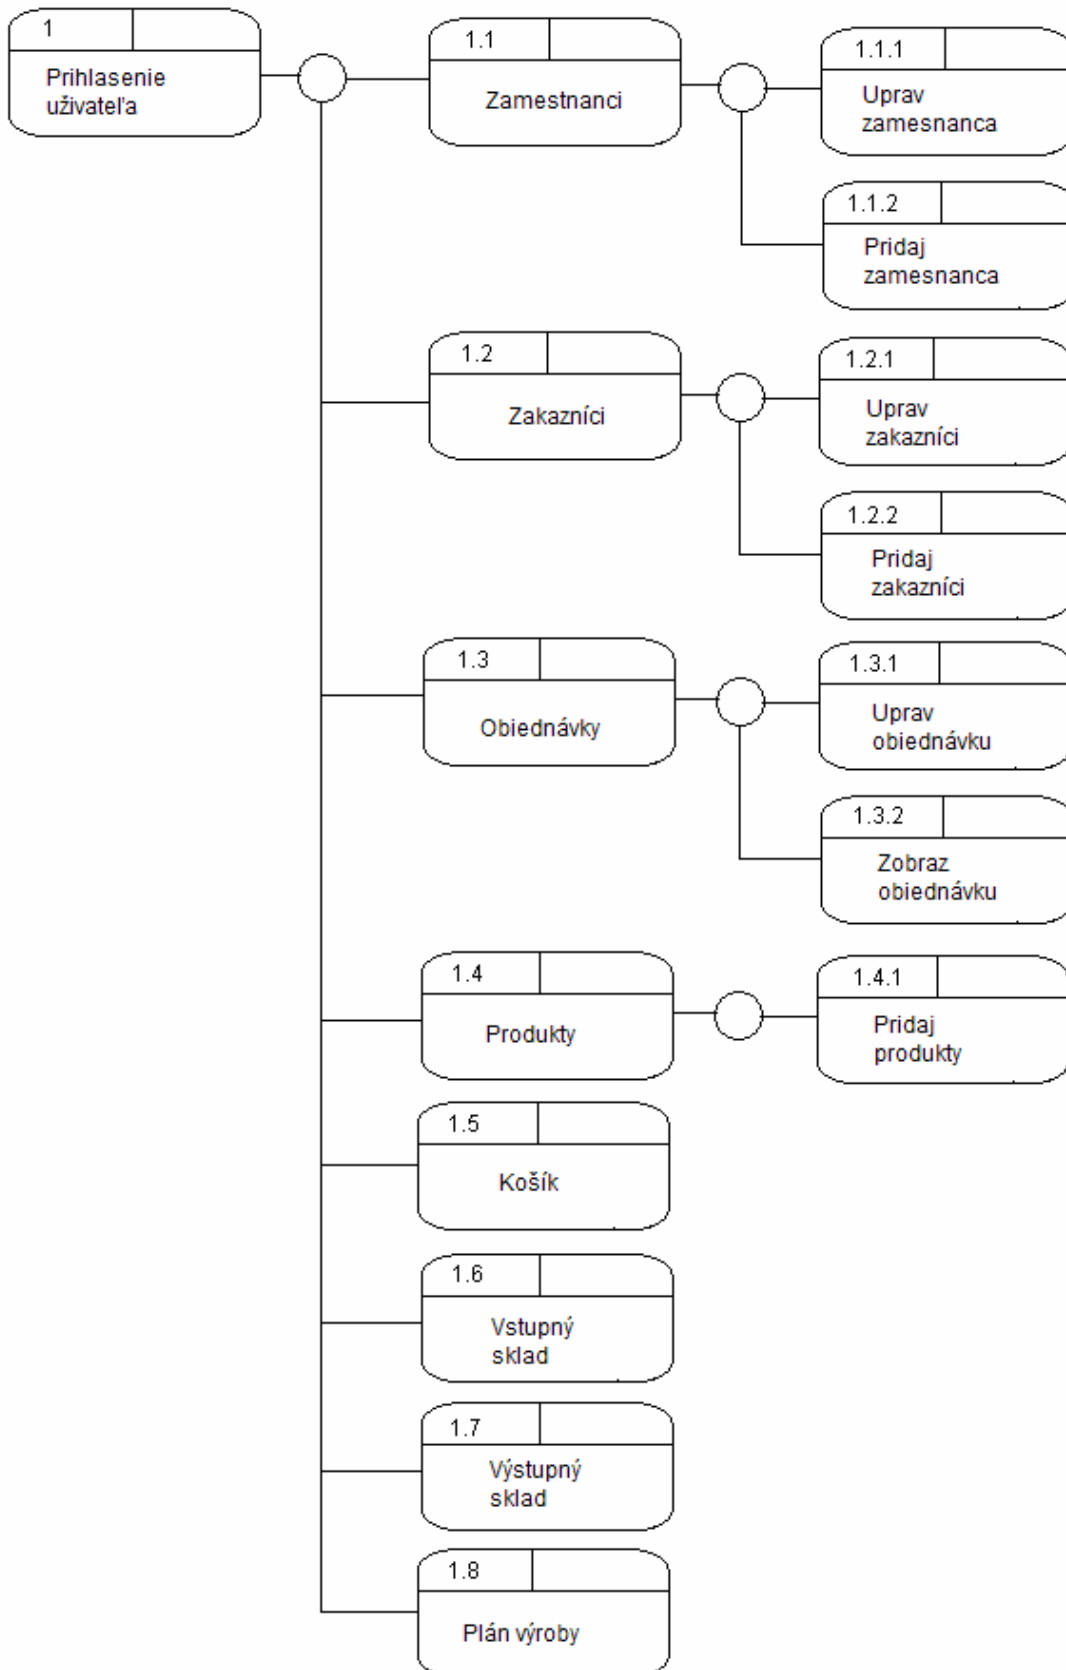 1
Prihlasenie
uživateľa
1.1
Zamestnanci
1.1.1
Uprav
zamesnanca
1.1.2
Pridaj
zamesnanca
1.2
Zakazníci
1.2.1
Uprav
zakazníci
1.2.2
Pridaj
zakazníci
1.3
Obiednávky
1.3.1
Uprav
obiednávku
1.3.2
Zobraz
obiednávku
1.4
Produkty
1.4.1
Pridaj
produkty
1.5
Košík
1.6
Vstupný
sklad
1.7
Výstupný
sklad
1.8
Plán výroby